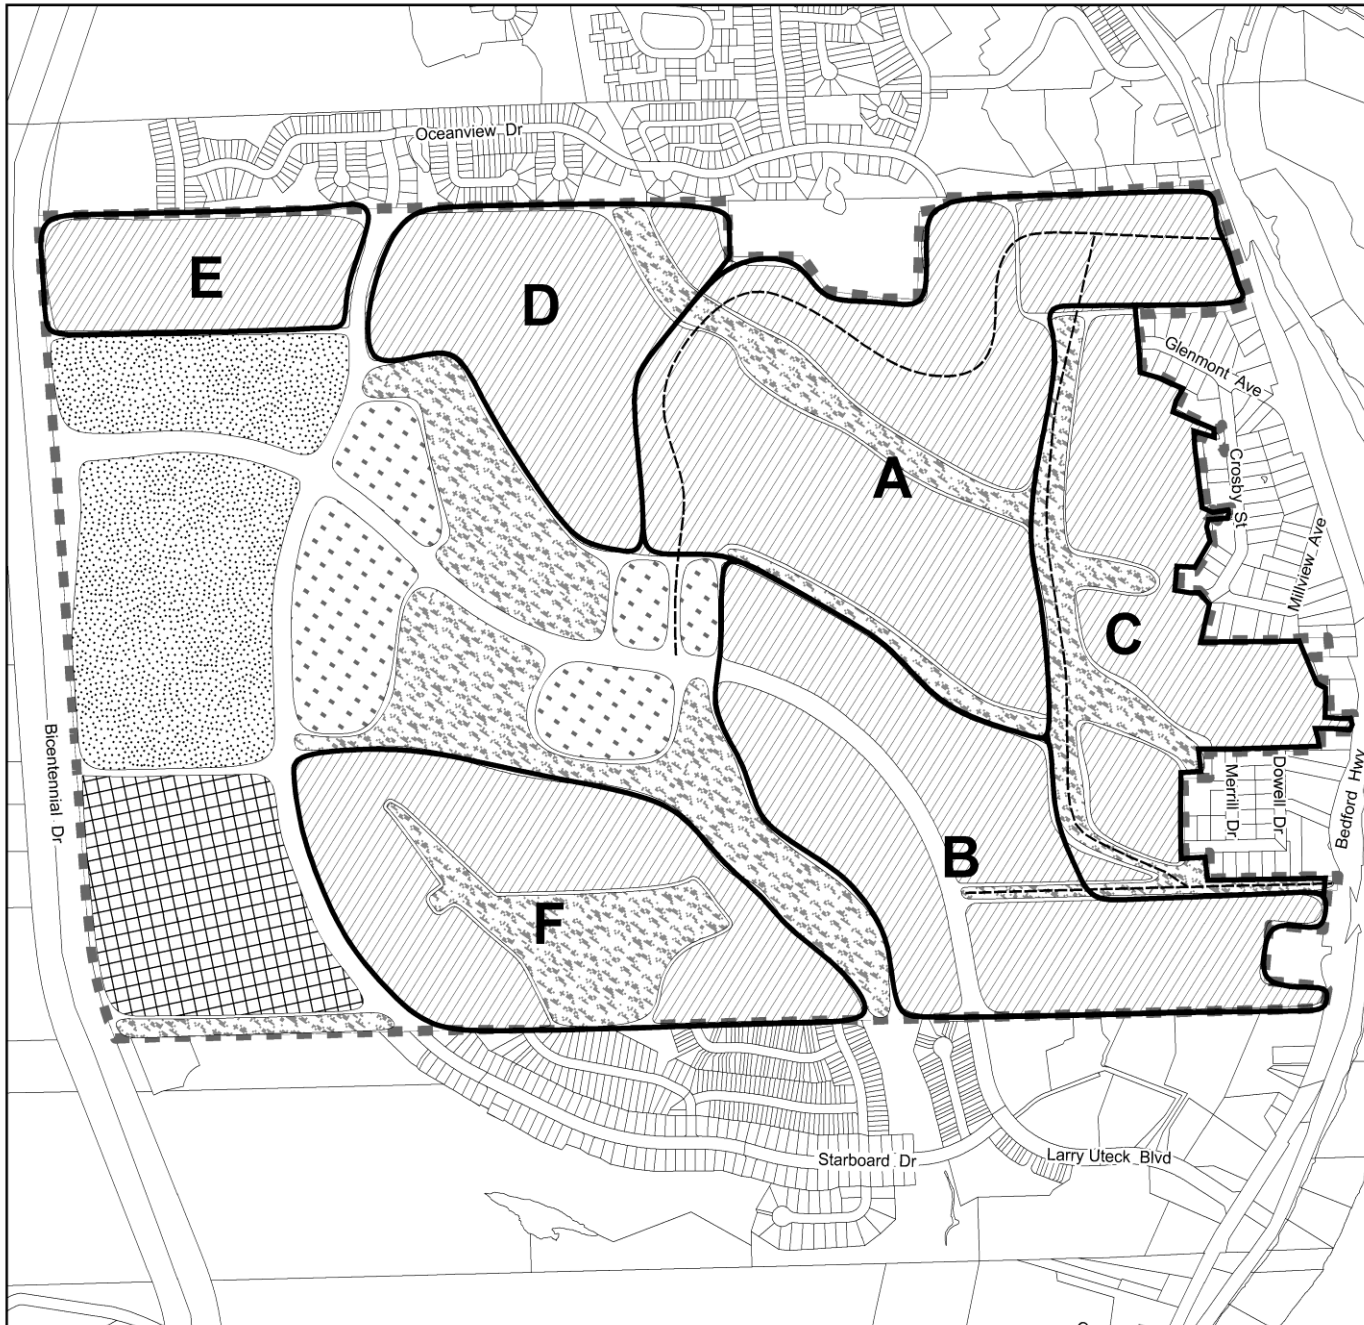 Oceanview Dr
E
D
Glenmont Ave
A
Crosby St
Millview Ave
C
Bicentennial Dr
Dowell Dr
Merrill Dr
Bedford Hwy
B
F
Starboard Dr
Larry Uteck Blvd